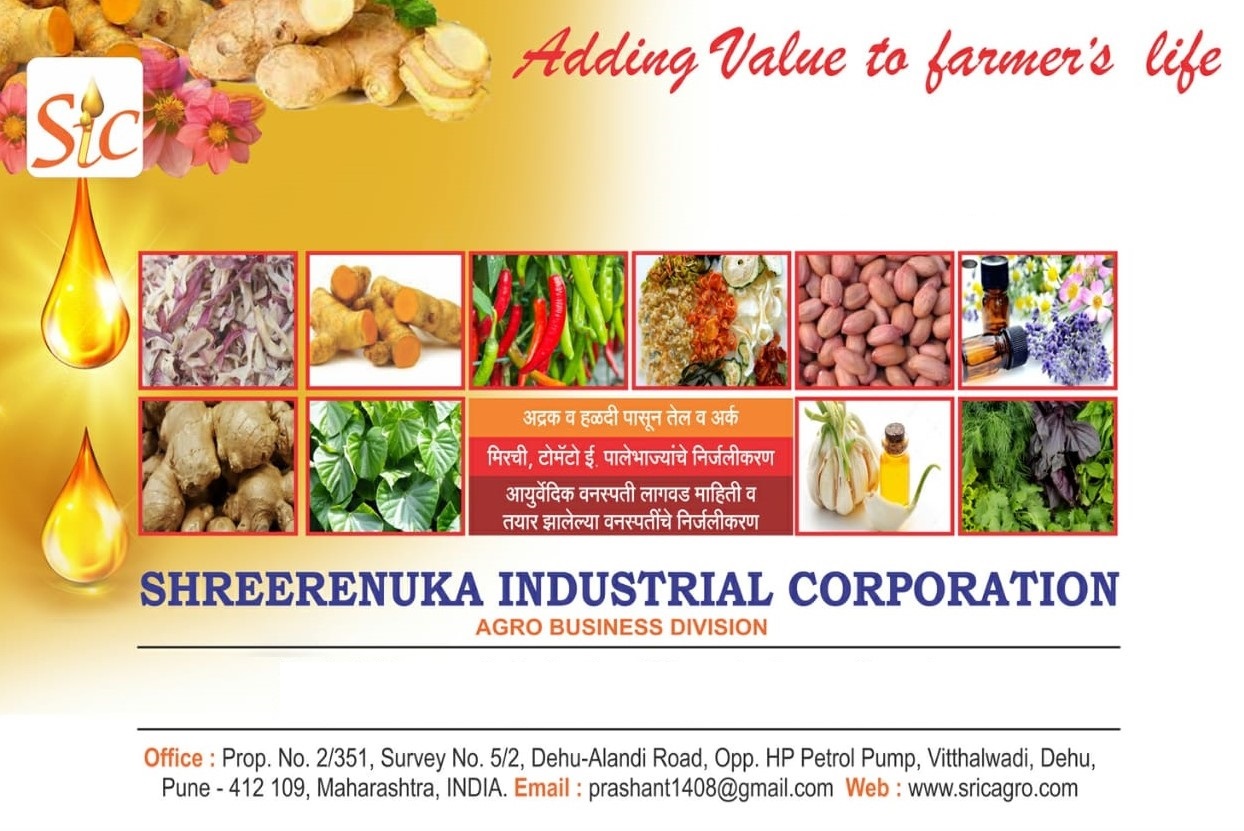 Adding Value to farmer's life
SiC
अद्रक व हळदी पासून तेल व अर्क
मिरची, टोमॅटो ई. पालेभाज्यांचे निर्जलीकरण
आयुर्वेदिक वनस्पती लागवड माहिती व
तयार झालेल्या वनस्पतींचे निर्जलीकरण
SHREERENUKA INDUSTRIAL CORPORATION
AGRO BUSINESS DIVISION
Office : Prop. No. 2/351, Survey No. 5/2, Dehu-Alandi Road, Opp. HP Petrol Pump, Vitthalwadi, Dehu,
Pune - 412 109, Maharashtra, INDIA. Email : prashant1408@gmail.com Web : www.sricagro.com